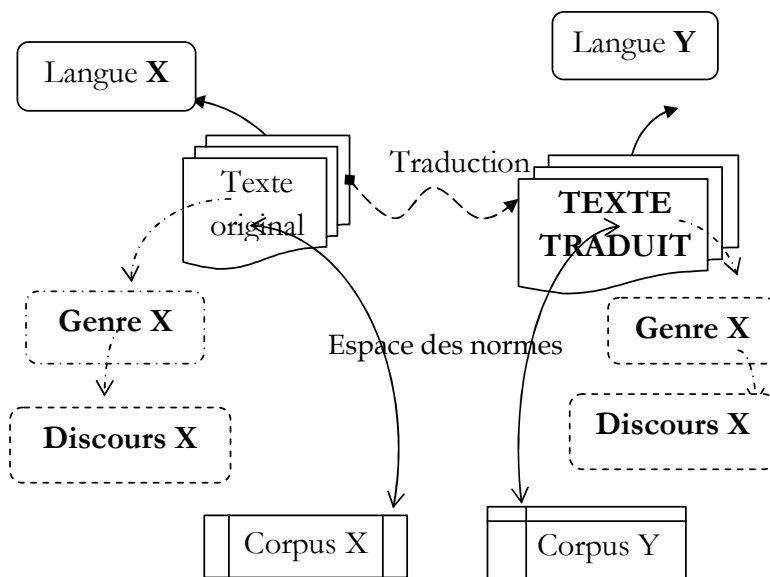 Langue X
Langue Y
Traduction
Texte
original
TEXTE
TRADUIT
Genre X
Espace des normes
Genre X
Discours X
Discours X
Corpus X
Corpus Y